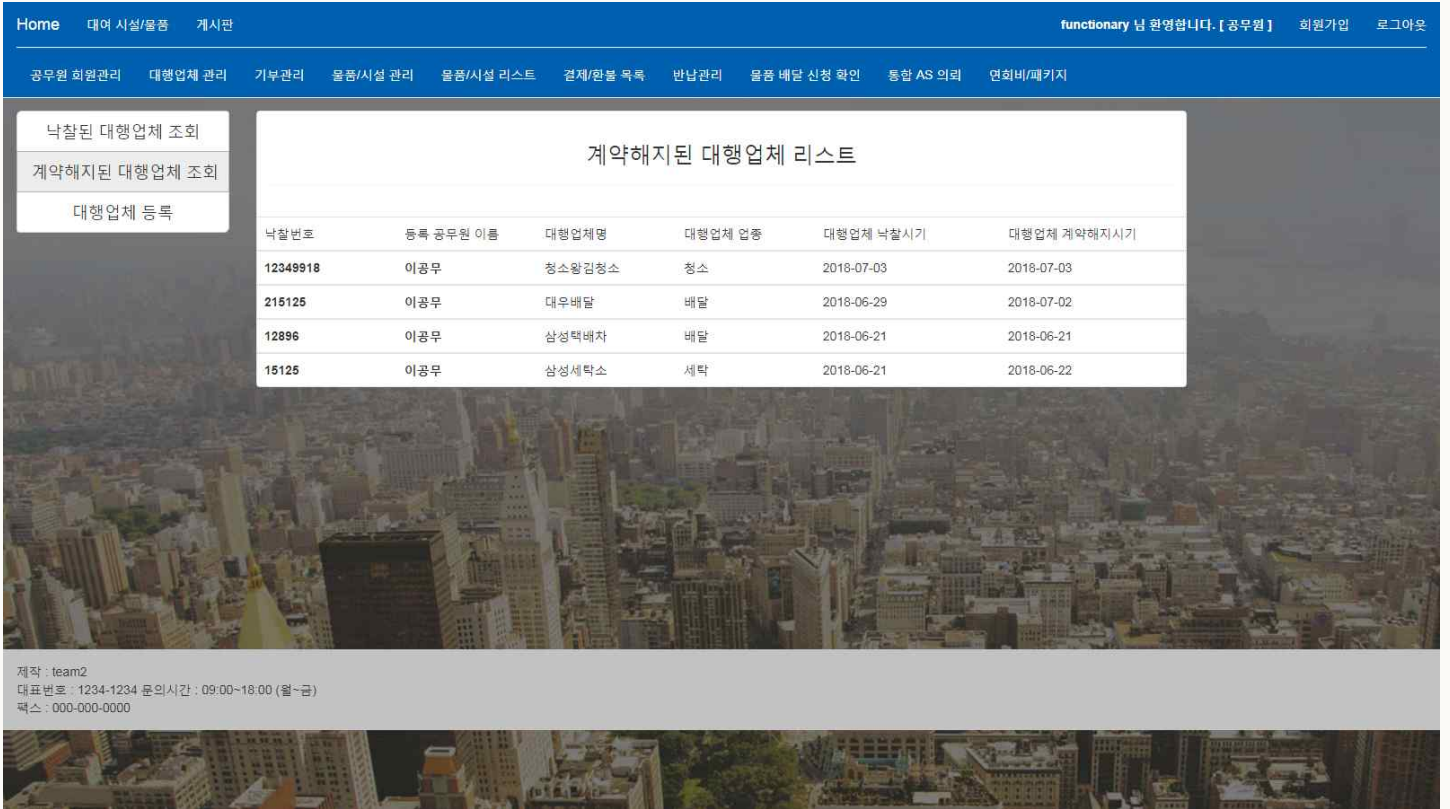 Home 대여 시설/물품 게시판 functionary 님 환영합니다. [ 공무원 ] 회원가입 로그아웃
공무원 회원관리 대행업체 관리 기부관리 물품/시설 관리 물품/시설 리스트 결제/환불 목록 반납관리 물품 배달 신청 확인 통합 AS 의뢰 연회비/패키지
낙찰된 대행업체 조회
계약해지된 대행업체 조회
대행업체 등록
계약해지된 대행업체 리스트
낙찰번호 등록 공무원 이름 대행업체명 대행업체 업종 대행업체 낙찰시기 대행업체 계약해지시기
12349918 이공무 청소왕김청소 청소 2018-07-03 2018-07-03
215125 이공무 대우배달 배달 2018-06-29 2018-07-02
12896 이공무 삼성택배차 배달 2018-06-21 2018-06-21
15125 이공무 삼성세탁소 세탁 2018-06-21 2018-06-22
제작 : team2
대표번호 : 1234-1234 문의시간 : 09:00~18:00 (월~금)
팩스 : 000-000-0000